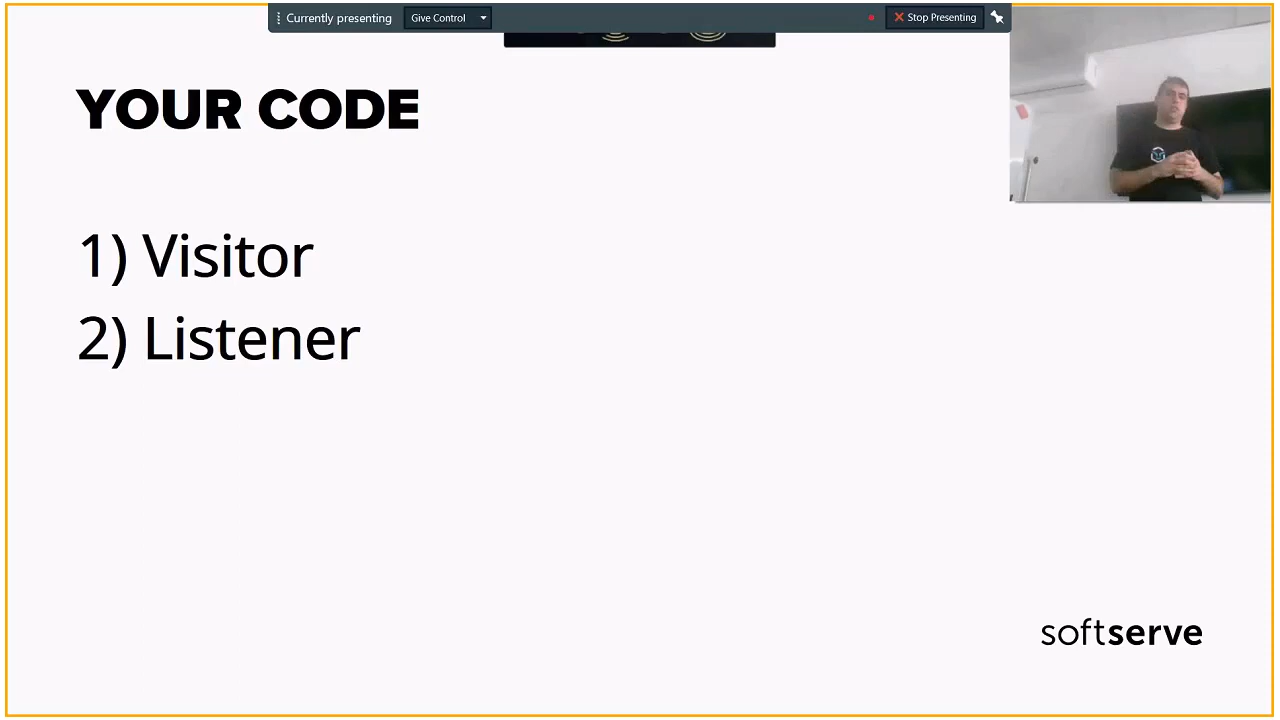 Currently presenting
Give Control
Stop Presenting
YOUR CODE
1) Visitor
2) Listener
softserve